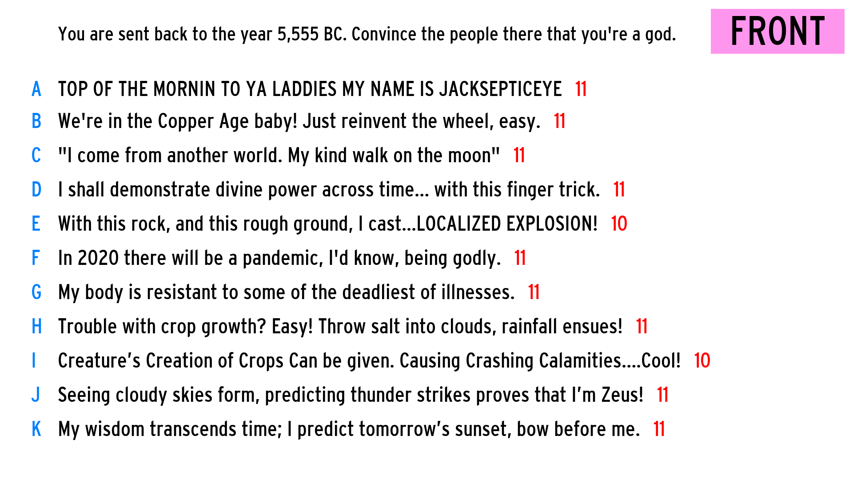 You are sent back to the year 5,555 BC. Convince the people there that you're a god.
FRONT
A TOP OF THE MORNIN TO YA LADDIES MY NAME IS JACKSEPTICEYE 11
B We're in the Copper Age baby! Just reinvent the wheel, easy. 11
C "I come from another world. My kind walk on the moon" 11
D I shall demonstrate divine power across time... with this finger trick. 11
E With this rock, and this rough ground, I cast...LOCALIZED EXPLOSION! 10
F In 2020 there will be a pandemic, I'd know, being godly. 11
G My body is resistant to some of the deadliest of illnesses. 11
H Trouble with crop growth? Easy! Throw salt into clouds, rainfall ensues! 11
I Creature's Creation of Crops Can be given. Causing Crashing Calamities....Cool! 10
J Seeing cloudy skies form, predicting thunder strikes proves that I'm Zeus! 11
K My wisdom transcends time; I predict tomorrow's sunset, bow before me. 11